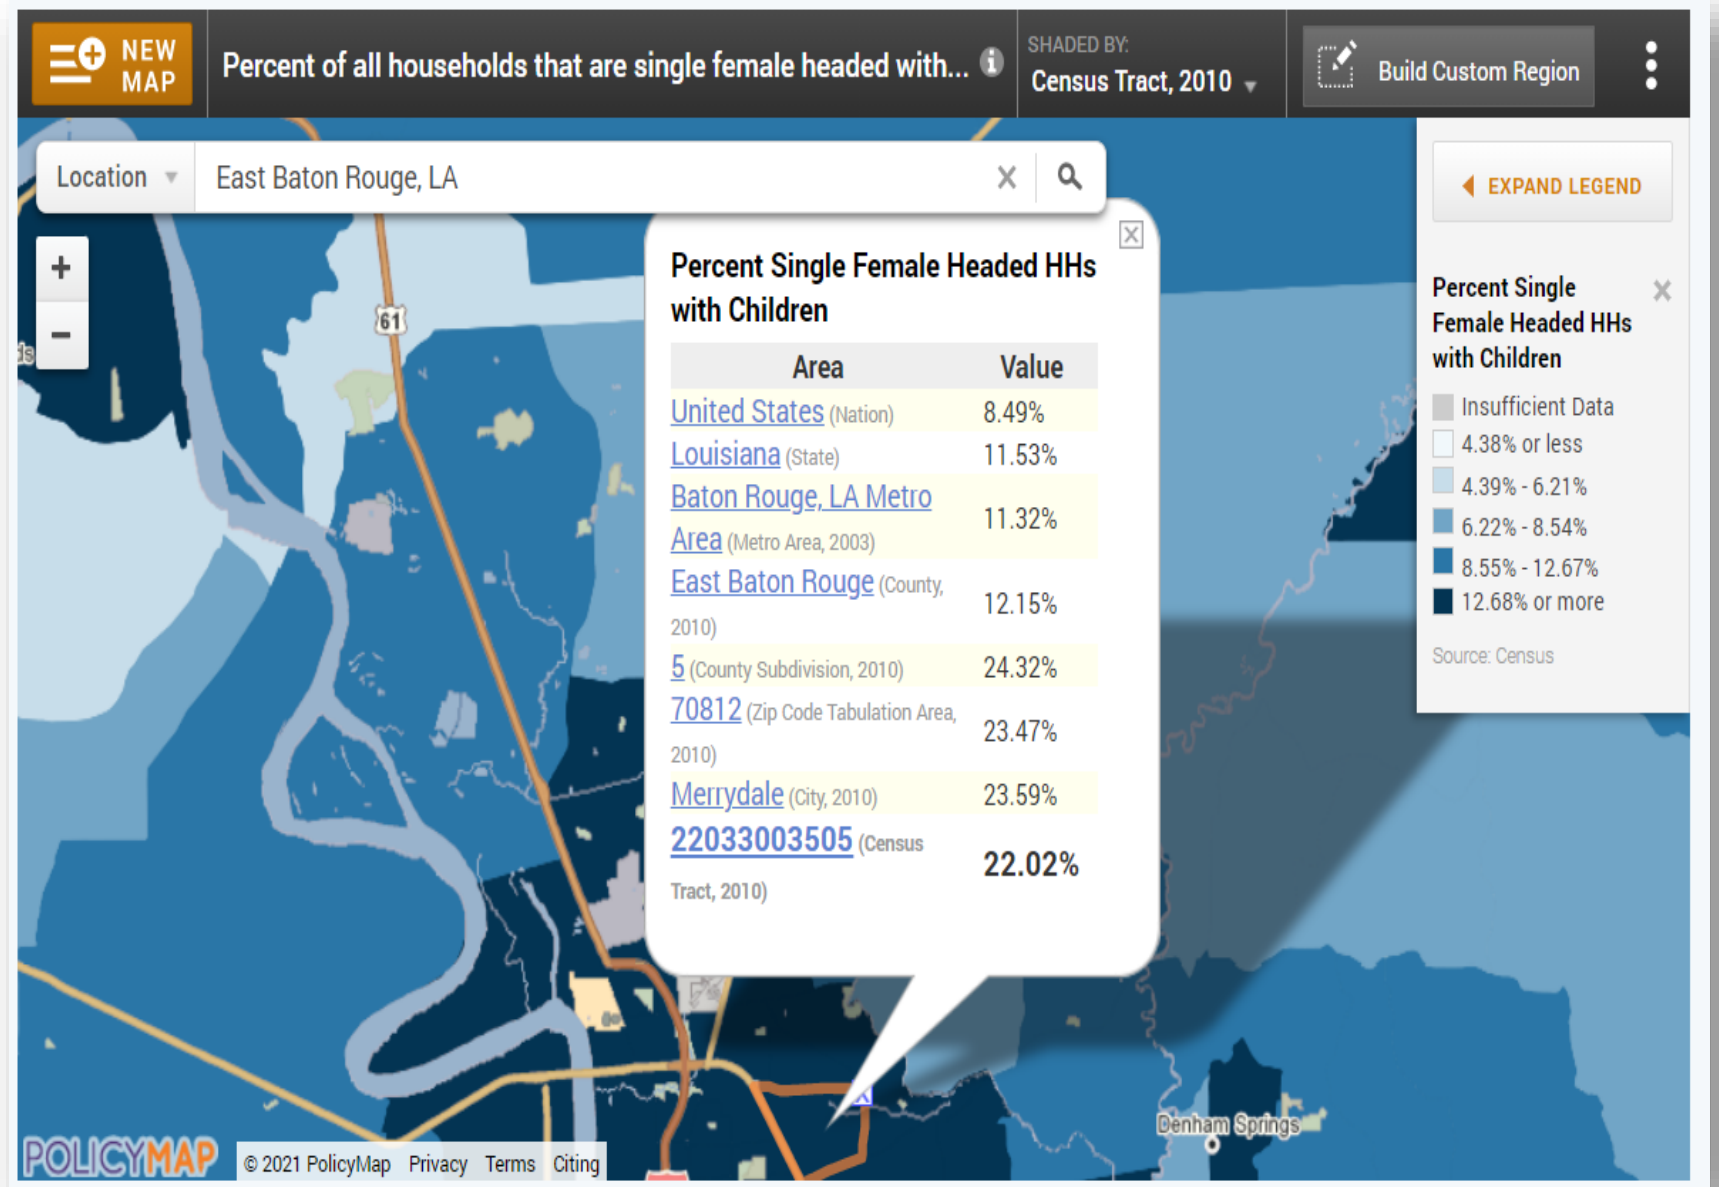 NEW
MAP
Percent of all households that are single female headed with...
SHADED BY:
Census Tract, 2010
Build Custom Region
Location
East Baton Rouge, LA
EXPAND LEGEND
61
Percent Single Female Headed HHs
with Children
Area Value
United States (Nation) 8.49%
Louisiana (State) 11.53%
Baton Rouge, LA Metro
Area (Metro Area, 2003) 11.32%
East Baton Rouge (County,
2010) 12.15%
5 (County Subdivision, 2010) 24.32%
70812 (Zip Code Tabulation Area,
2010) 23.47%
Merrydale (City, 2010) 23.59%
22033003505 (Census
Tract, 2010) 22.02%
Percent Single
Female Headed HHs
with Children
Insufficient Data
4.38% or less
4.39% - 6.21%
6.22% - 8.54%
8.55% - 12.67%
12.68% or more
Source: Census
Denham Springs
POLICYMAP
© 2021 PolicyMap Privacy Terms Citing